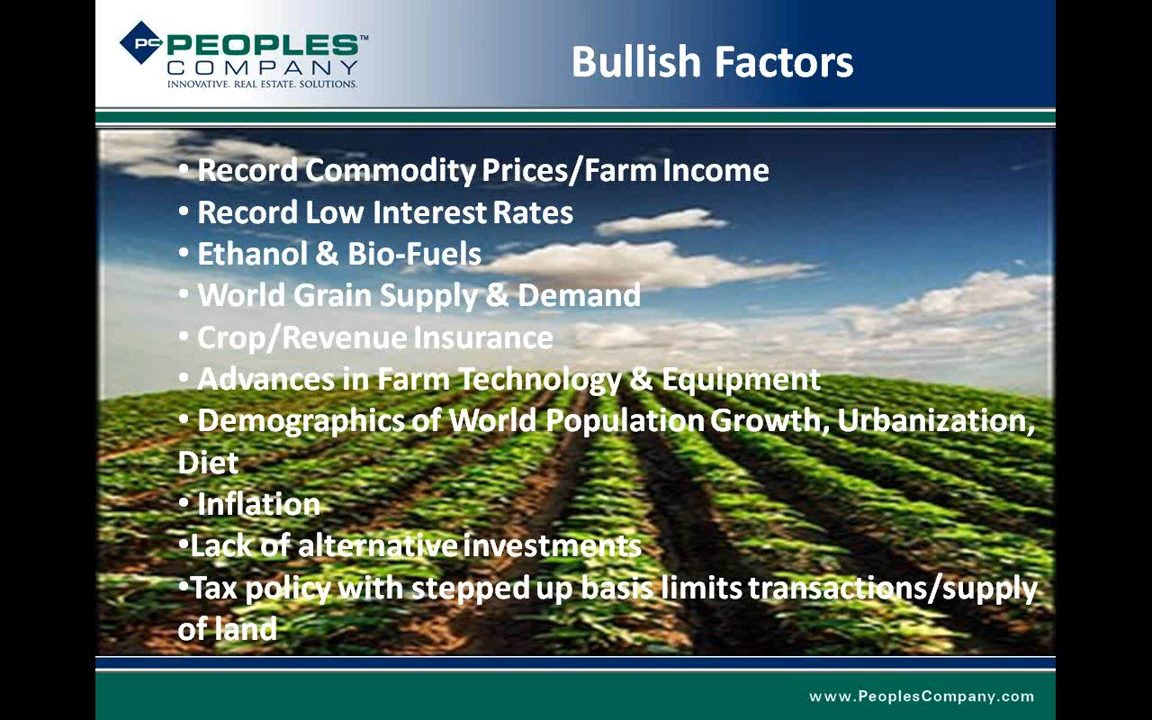 PC PEOPLES™
COMPANY
INNOVATIVE. REAL ESTATE. SOLUTIONS.
Bullish Factors
• Record Commodity Prices/Farm Income
• Record Low Interest Rates
• Ethanol & Bio-Fuels
• World Grain Supply & Demand
• Crop/Revenue Insurance
• Advances in Farm Technology & Equipment
• Demographics of World Population Growth, Urbanization,
Diet
• Inflation
•Lack of alternative investments
•Tax policy with stepped up basis limits transactions/supply
of land
www.PeoplesCompany.com